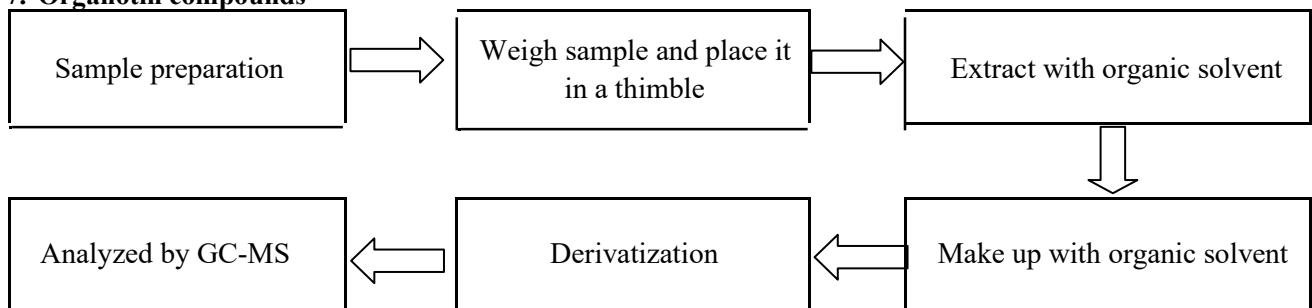 7. Organotin compounds
Sample preparation
Weigh sample and place it
in a thimble
Extract with organic solvent
Make up with organic solvent
Derivatization
Analyzed by GC-MS